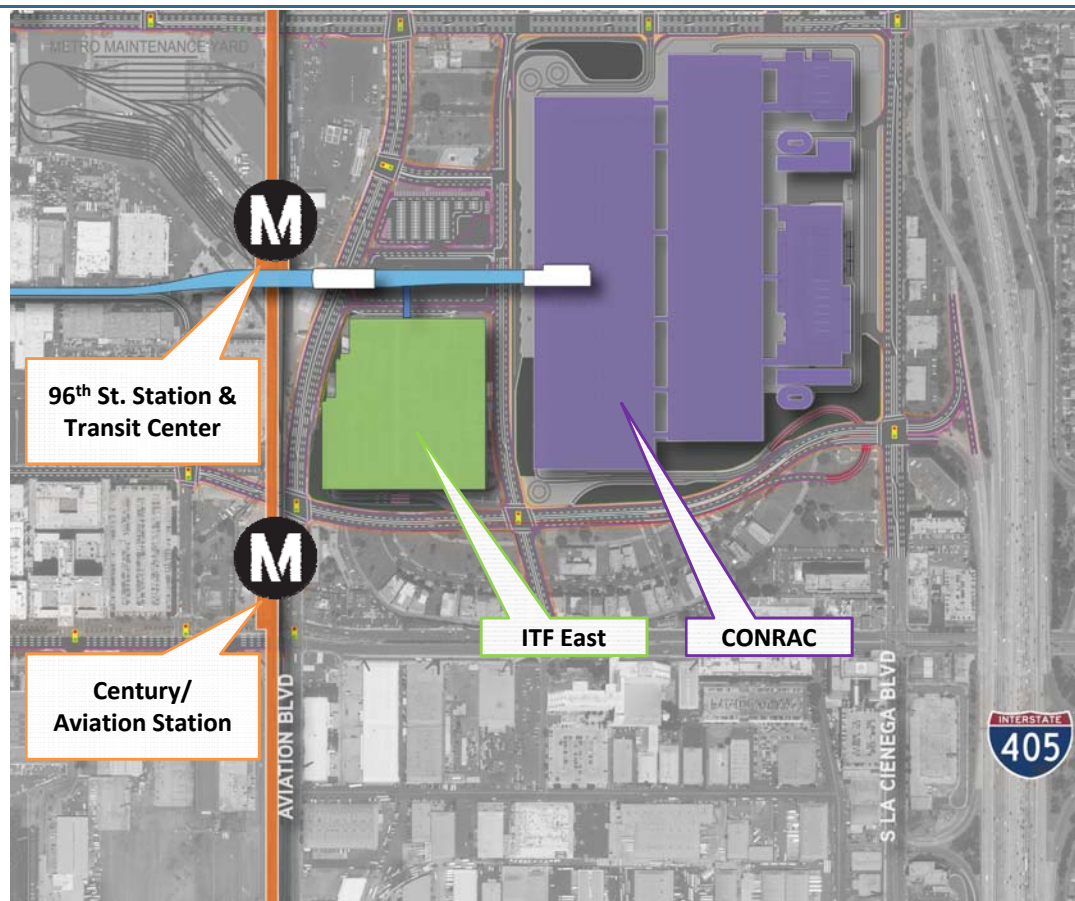 METRO MAINTENANCE YARD
M
96th St. Station &
Transit Center
M
ITF East
CONRAC
Century/
Aviation Station
AVIATION BLVD
S LA CIENEGA BLVD
INTERSTATE
405